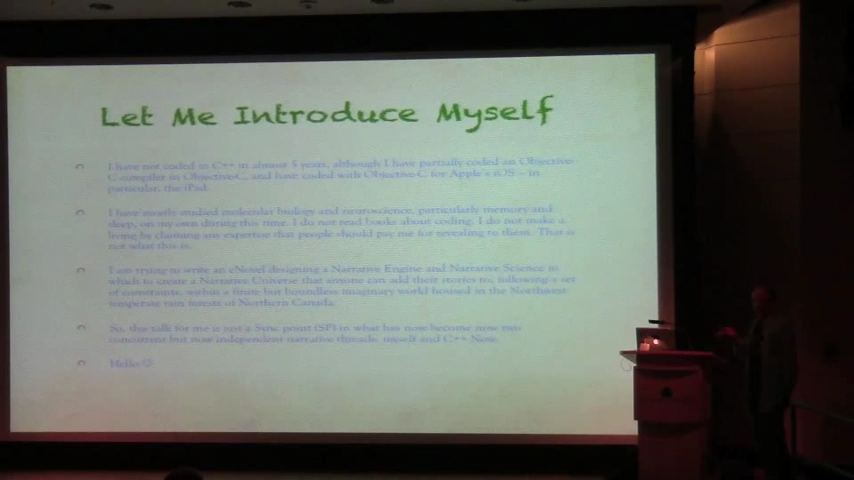 Let Me Introduce Myself
I have not coded in C++ in almost 5 years, although I have partially coded an Objective-
C compiler in Objective-C, and have coded with Objective-C for Apple's iOS – in
particular, the iPad.
I have mostly studied molecular biology and neuroscience, particularly memory and
sleep, on my own during this time. I do not read books about coding. I do not make a
living by claiming any expertise that people should pay me for revealing to them. That is
not what this is.
I am trying to write an eNovel designing a Narrative Engine and Narrative Science in
which to create a Narrative Universe that anyone can add their stories to, following a set
of constraints, within a finite but boundless imaginary world housed in the Northwest
temperate rain forests of Northern Canada.
So, this talk for me is just a Sync point (SP) in what has now become now two
concurrent but now independent narrative threads: myself and C++ Now.
Hello ☺